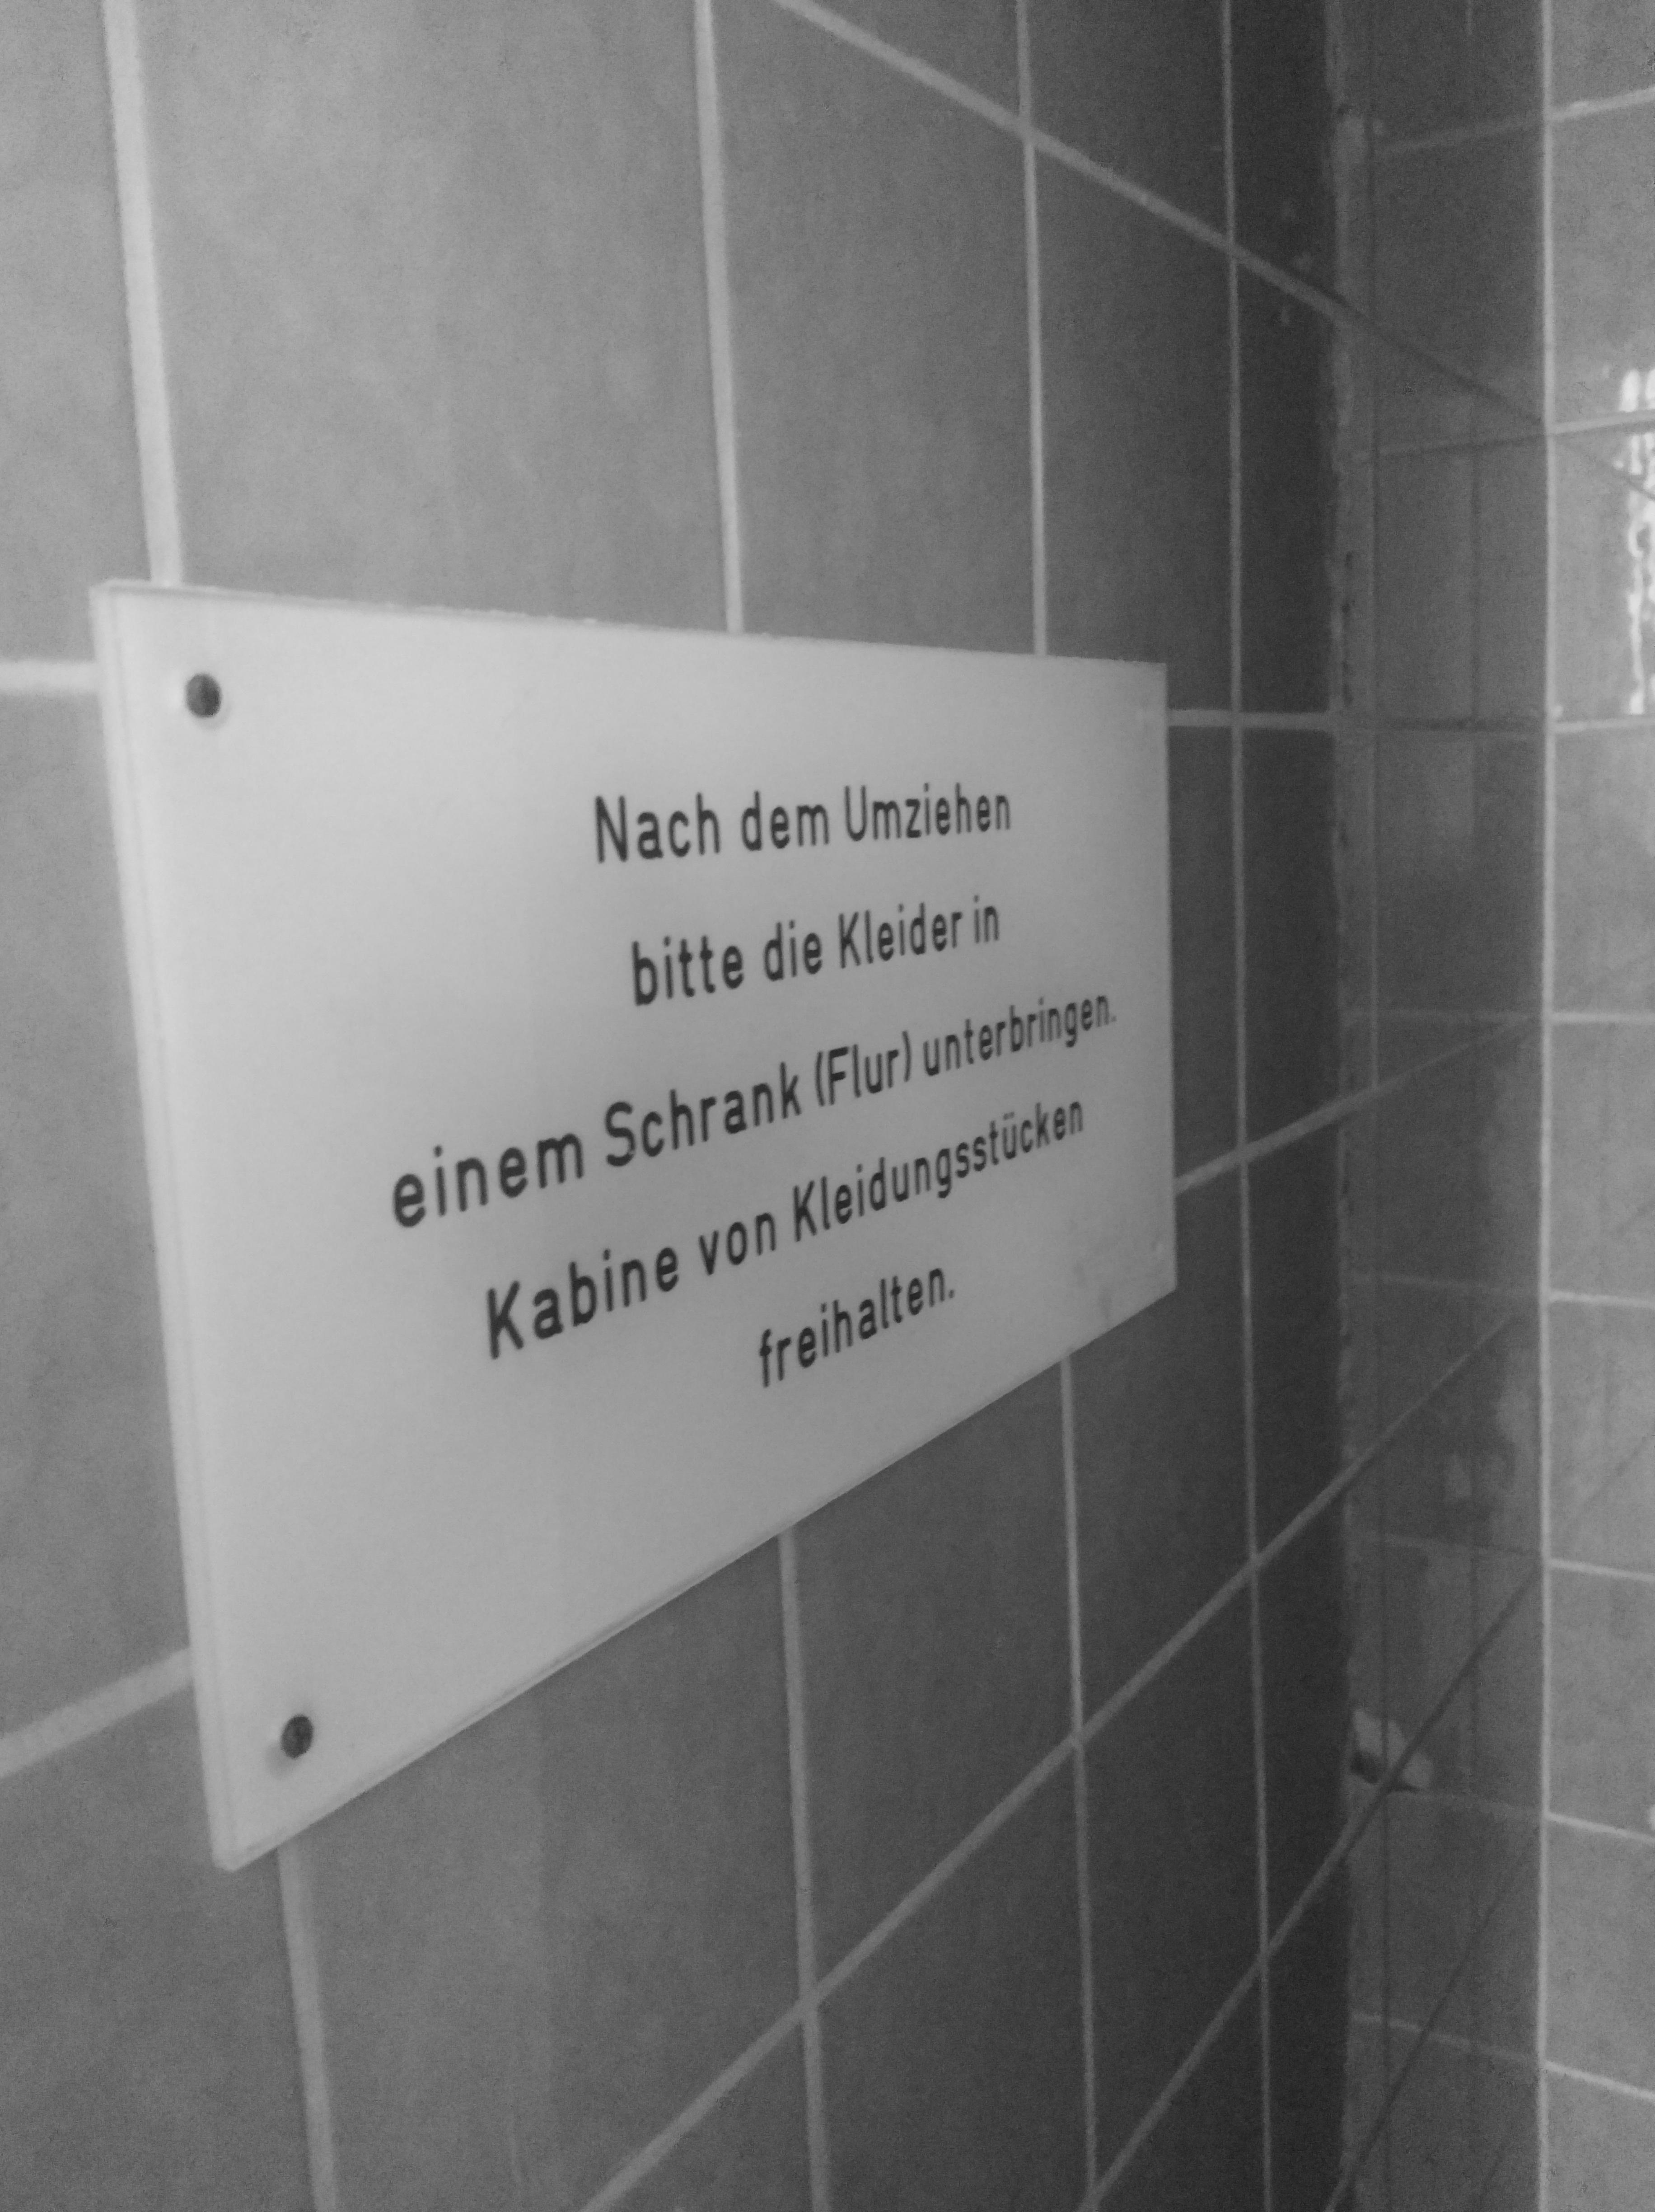 Nach dem Umziehen
bitte die Kleider in
einem Schrank (Flur) unterbringen.
Kabine von Kleidungsstücken
freihalten.